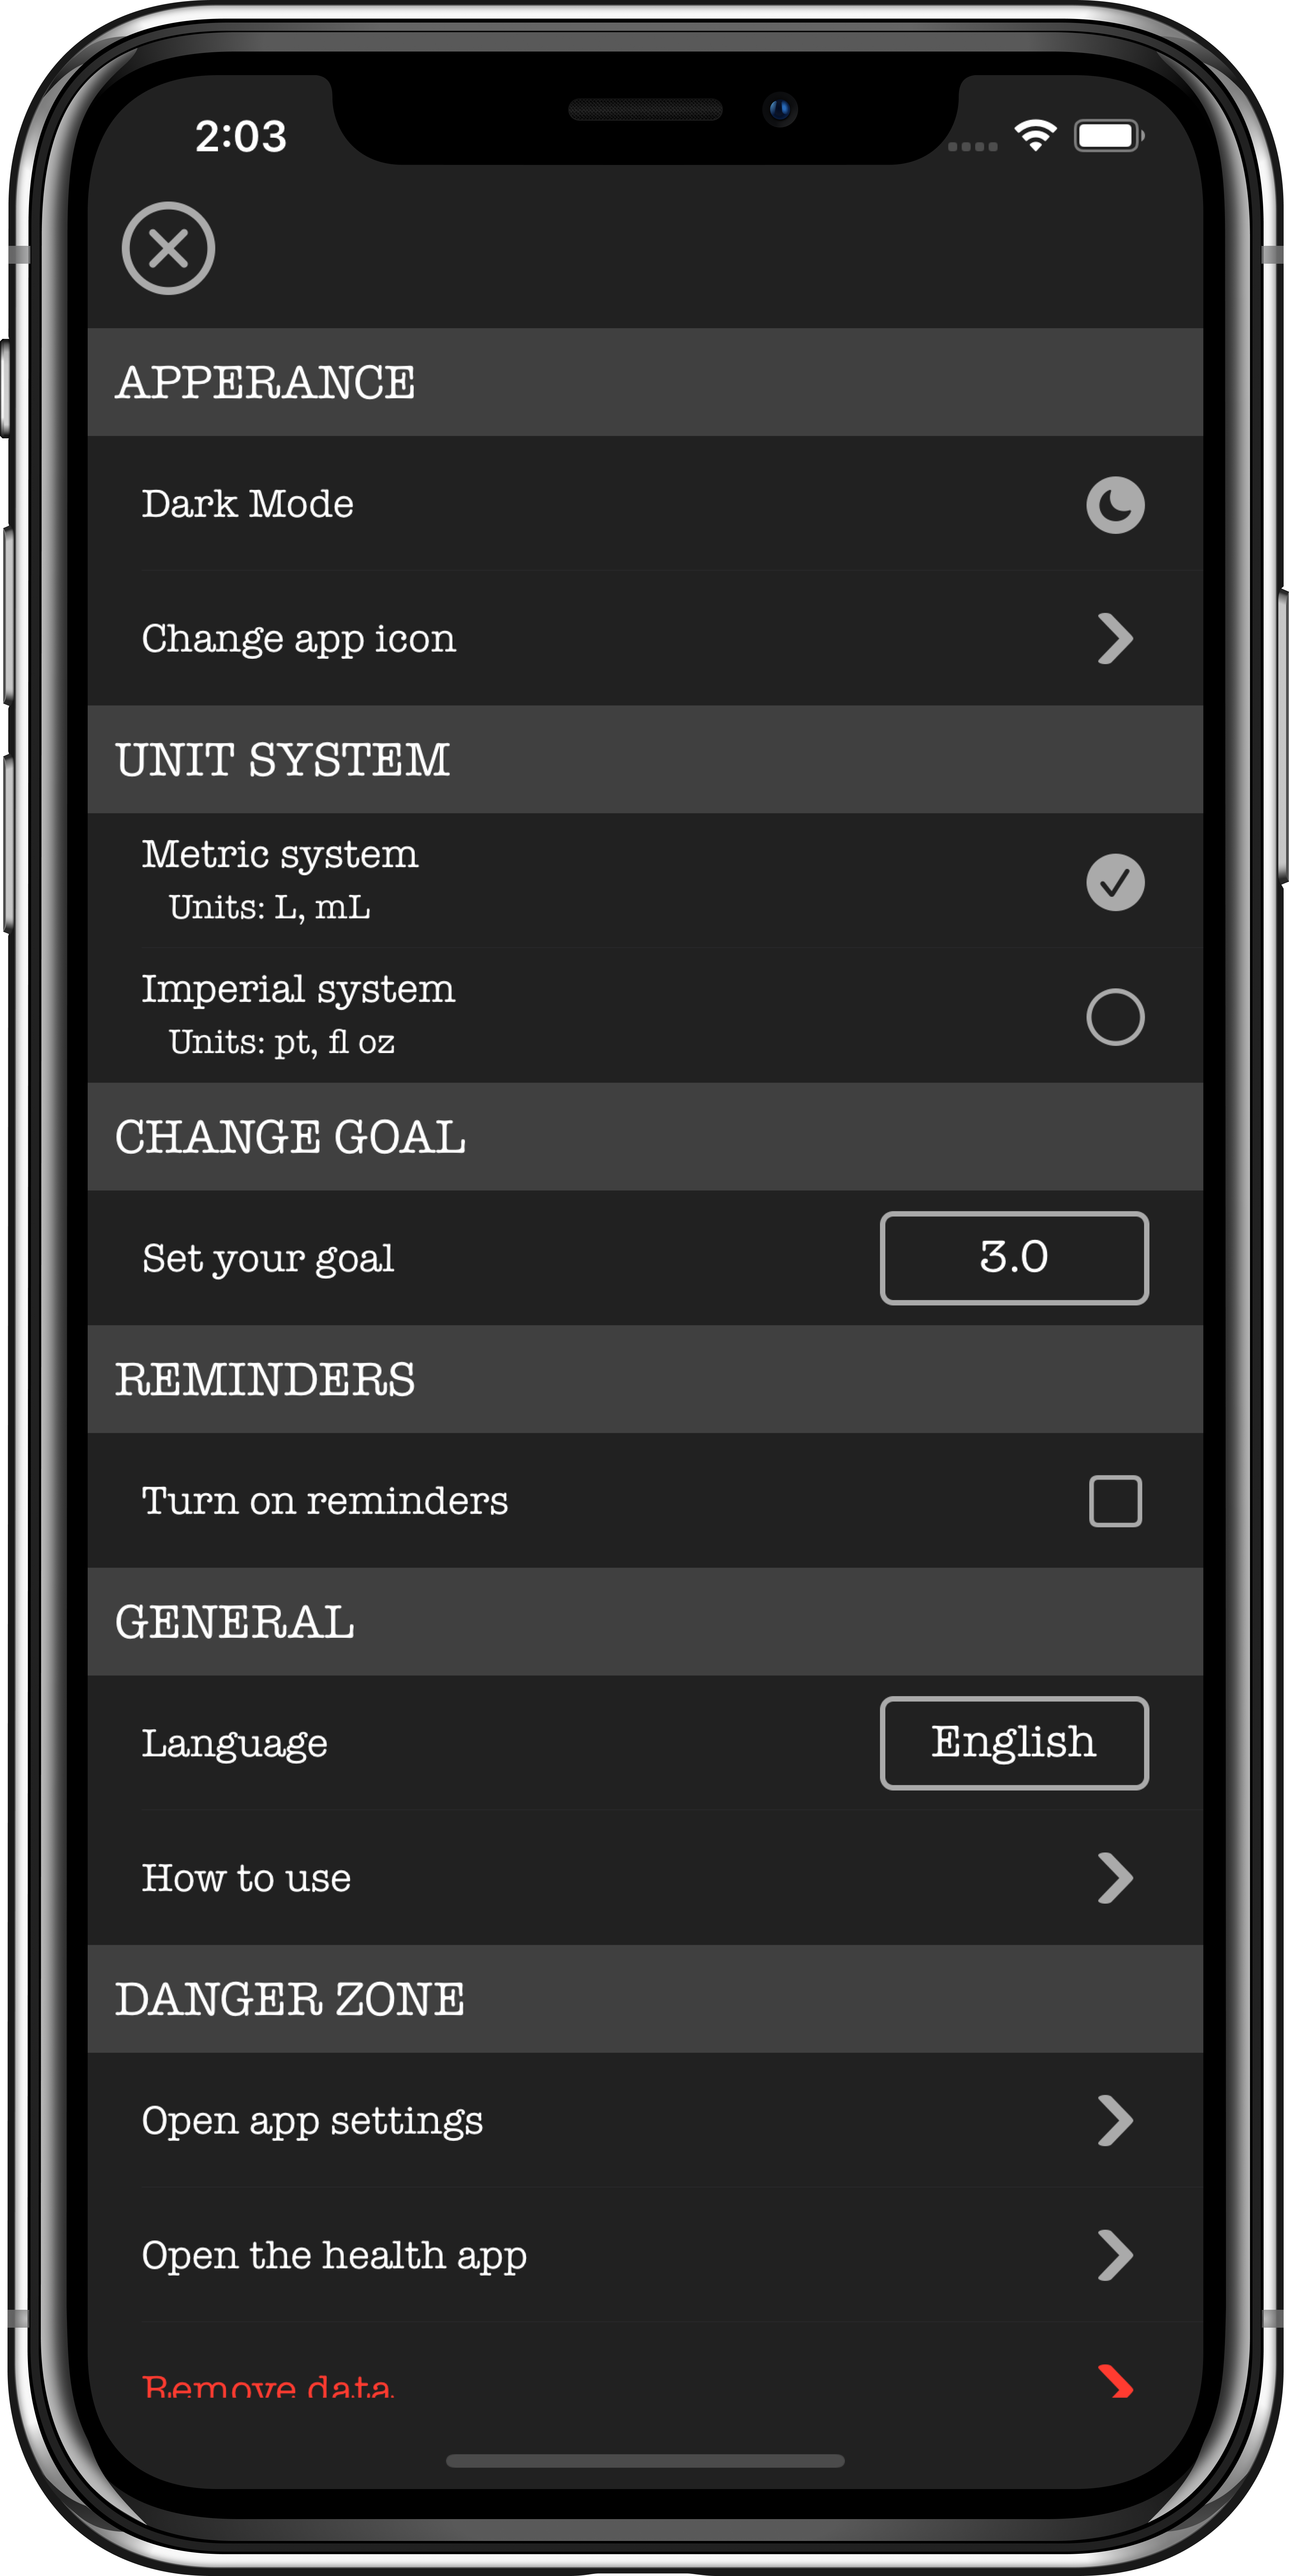 2:03
APPERANCE
Dark Mode
Change app icon
UNIT SYSTEM
Metric system
Units: L, mL
Imperial system
Units: pt, fl oz
CHANGE GOAL
Set your goal
3.0
REMINDERS
Turn on reminders
GENERAL
Language
English
How to use
DANGER ZONE
Open app settings
Open the health app
Remove data